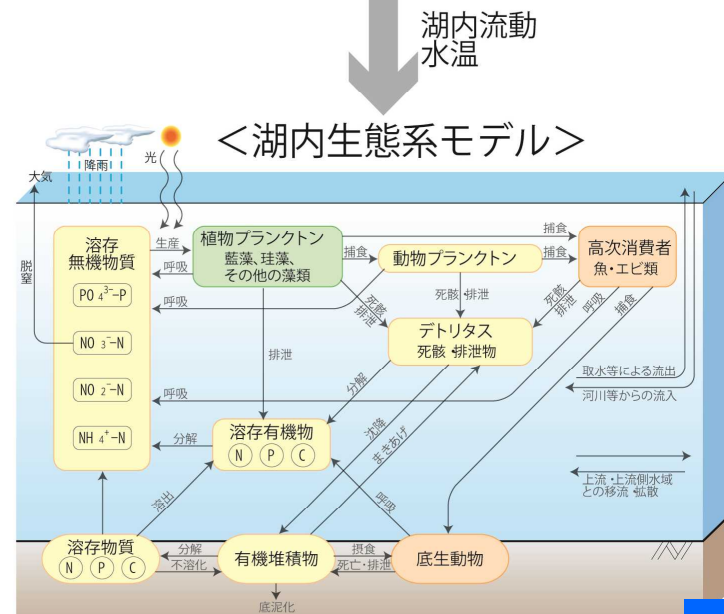 湖内流動
水温
＜湖内生態系モデル＞
大気
降雨
光
脱窒
溶存
無機物質
PO ₄³⁻-P
NO ₃⁻-N
NO ₂⁻-N
NH ₄⁺-N
生産
呼吸
呼吸
植物プランクトン
藍藻、珪藻、
その他の藻類
捕食
動物プランクトン
捕食
捕食
高次消費者
魚・エビ類
死骸
排泄
死骸・排泄
死骸
排泄
呼吸
捕食
デトリタス
死骸・排泄物
排泄
分解
沈降
まきあげ
呼吸
取水等による流出
河川等からの流入
分解
溶存有機物
N P C
溶出
呼吸
上流・上流側水域
との移流・拡散
溶存物質
N P C
分解
不溶化
有機堆積物
摂食
死亡・排泄
底生動物
底泥化